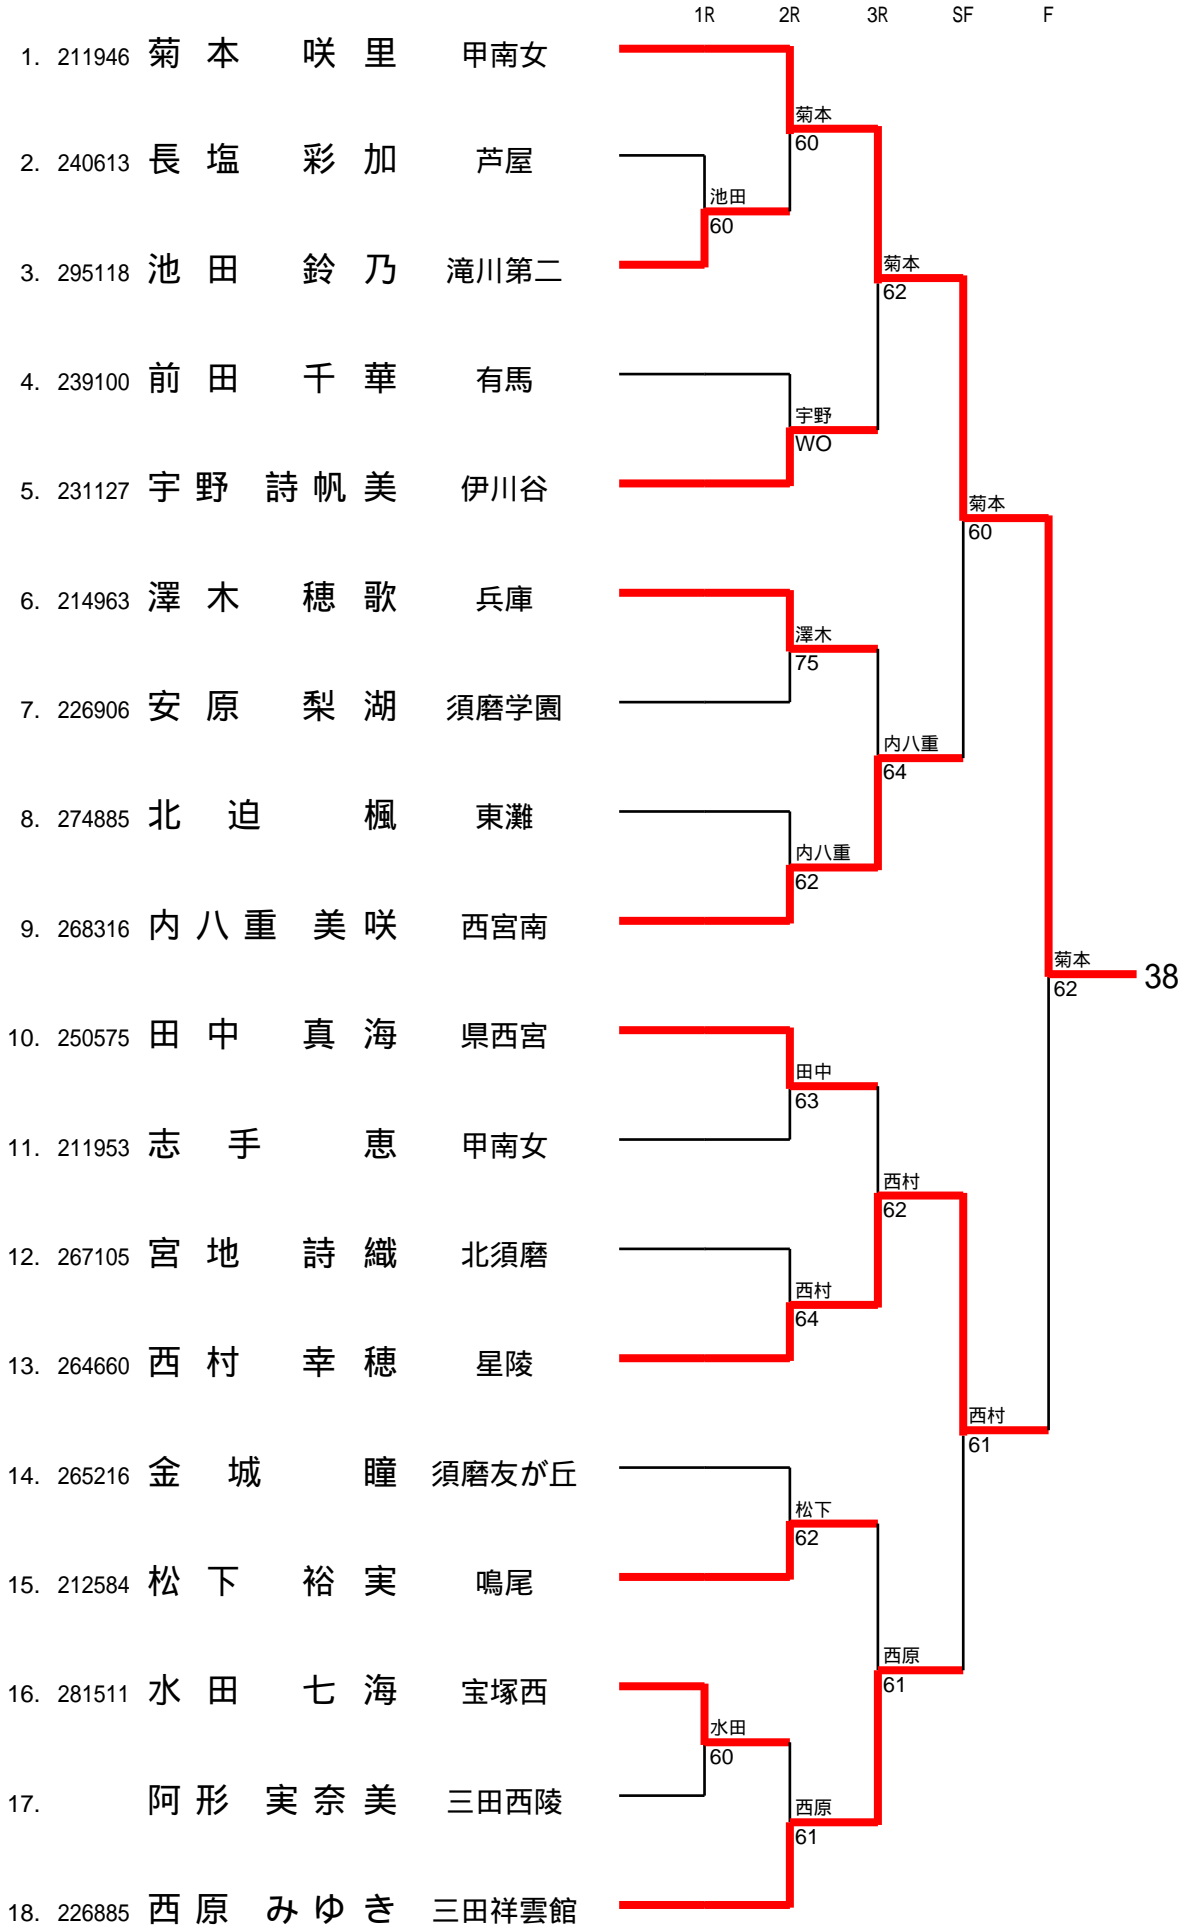 1R 2R 3R SF F
1. 211946 菊本 咲里 甲南女
菊本
60
2. 240613 長塩 彩加 芦屋
池田
60
3. 295118 池田 鈴乃 滝川第二
菊本
62
4. 239100 前田 千華 有馬
宇野
WO
5. 231127 宇野 詩帆美 伊川谷
菊本
60
6. 214963 澤木 穂歌 兵庫
澤木
75
7. 226906 安原 梨湖 須磨学園
内八重
64
8. 274885 北迫 楓 東灘
内八重
62
9. 268316 内八重 美咲 西宮南
菊本
62
38
10. 250575 田中 真海 県西宮
田中
63
11. 211953 志手 恵 甲南女
西村
62
12. 267105 宮地 詩織 北須磨
西村
64
13. 264660 西村 幸穂 星陵
西村
61
14. 265216 金城 瞳 須磨友が丘
松下
62
15. 212584 松下 裕実 鳴尾
西原
61
16. 281511 水田 七海 宝塚西
水田
60
17. 阿形 実奈美 三田西陵
西原
61
18. 226885 西原 みゆき 三田祥雲館